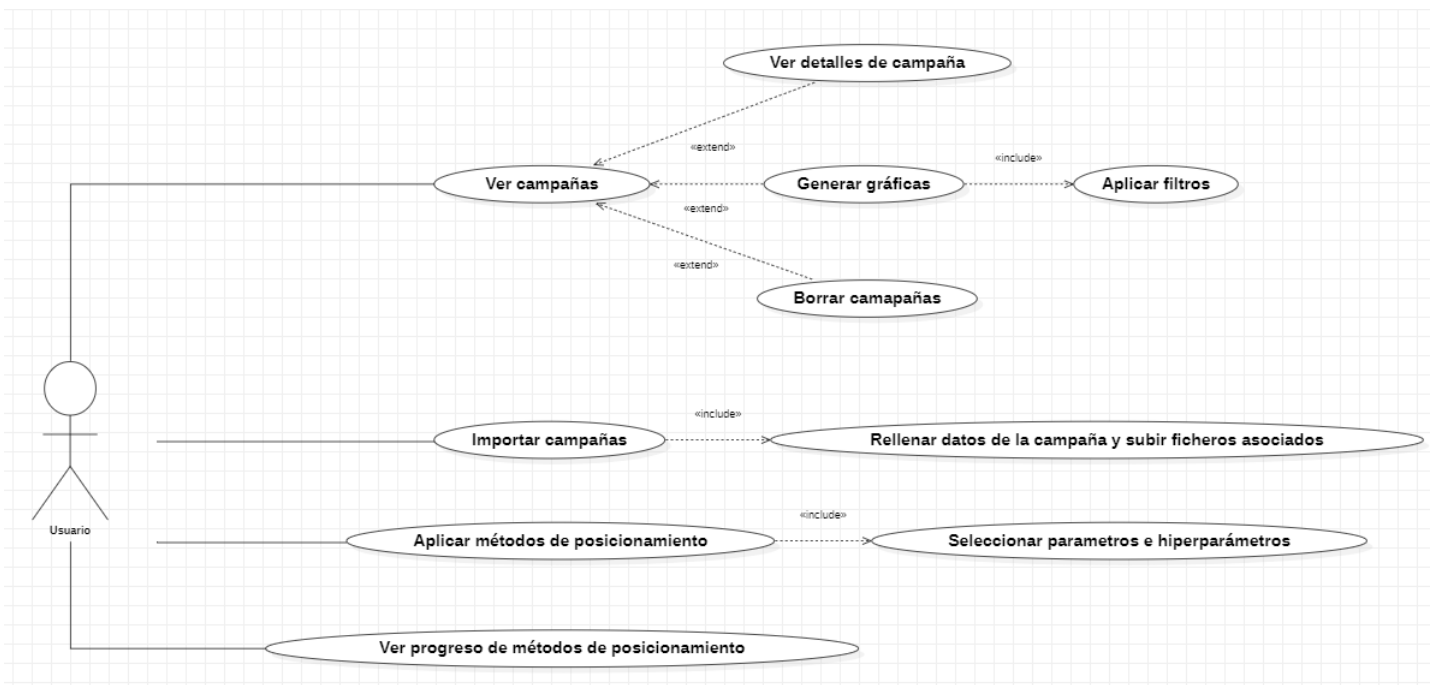 Ver detalles de campaña
«extend»
«include»
Ver campañas
Generar gráficas
Aplicar filtros
«extend»
«extend»
Borrar camapañas
«include»
Importar campañas
Rellenar datos de la campaña y subir ficheros asociados
Usuario
«include»
Aplicar métodos de posicionamiento
Seleccionar parametros e hiperparámetros
Ver progreso de métodos de posicionamiento